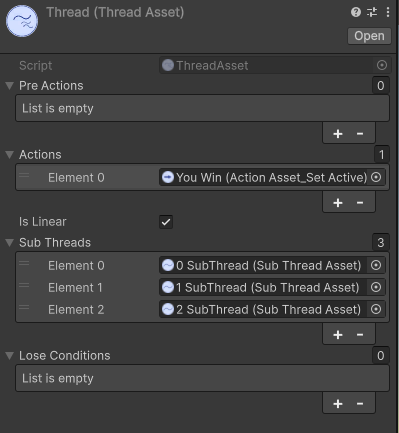 Thread (Thread Asset)
Open
Script ThreadAsset
Pre Actions 0
List is empty
+ -
Actions 1
Element 0 You Win (Action Asset_Set Active)
+ -
Is Linear
Sub Threads 3
Element 0 0 SubThread (Sub Thread Asset)
Element 1 1 SubThread (Sub Thread Asset)
Element 2 2 SubThread (Sub Thread Asset)
+ -
Lose Conditions 0
List is empty
+ -